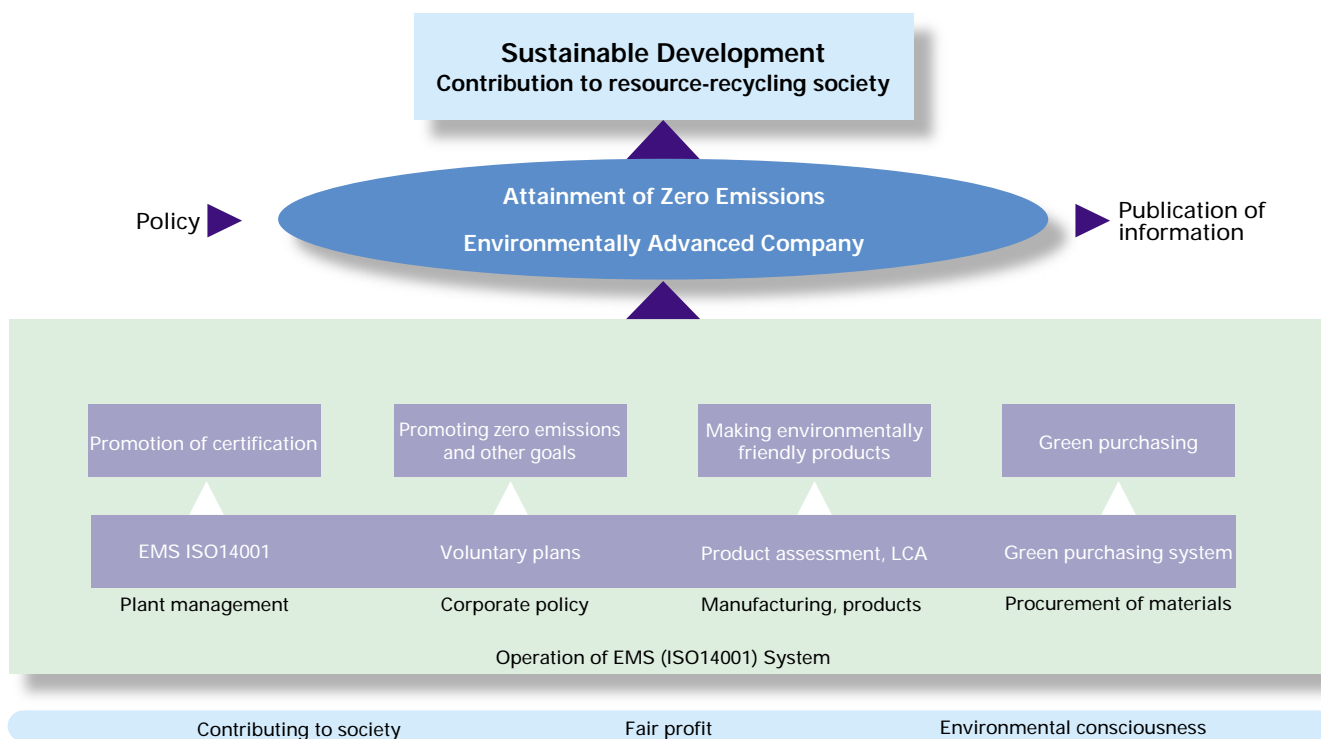 Sustainable Development
Contribution to resource-recycling society
Attainment of Zero Emissions
Environmentally Advanced Company
Policy
Publication of
information
Promotion of certification
Promoting zero emissions
and other goals
Making environmentally
friendly products
Green purchasing
EMS ISO14001
Voluntary plans
Product assessment, LCA
Green purchasing system
Plant management
Corporate policy
Manufacturing, products
Procurement of materials
Operation of EMS (ISO14001) System
Contributing to society
Fair profit
Environmental consciousness